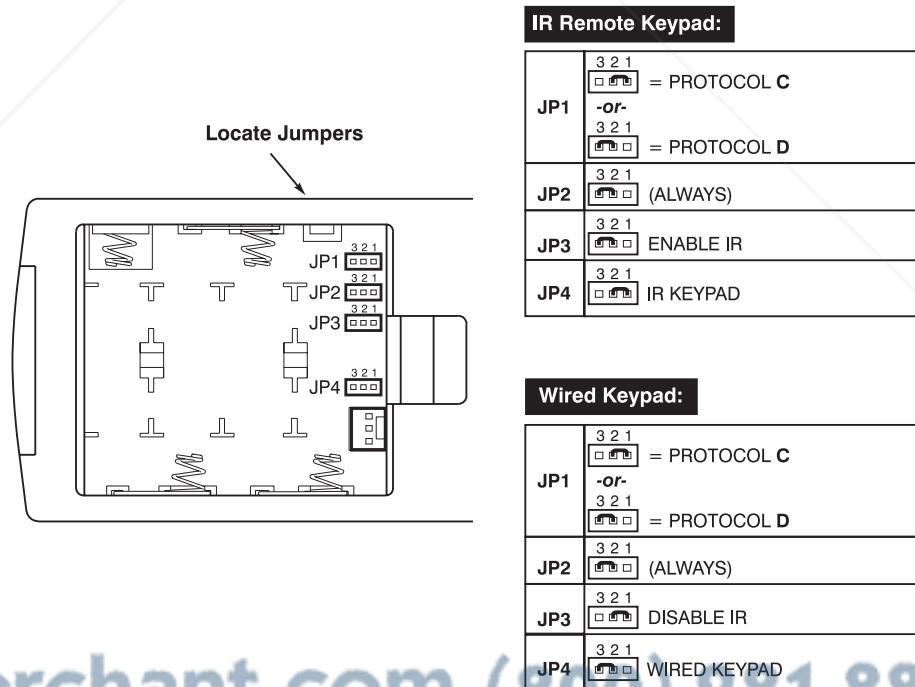 IR Remote Keypad:
3 2 1
= PROTOCOL C
JP1 -or-
3 2 1
= PROTOCOL D
3 2 1
JP2 (ALWAYS)
3 2 1
JP3 ENABLE IR
3 2 1
JP4 IR KEYPAD
Locate Jumpers
3 2 1
JP1
3 2 1
JP2
3 2 1
JP3
3 2 1
JP4
Wired Keypad:
3 2 1
= PROTOCOL C
JP1 -or-
3 2 1
= PROTOCOL D
3 2 1
JP2 (ALWAYS)
3 2 1
JP3 DISABLE IR
3 2 1
JP4 WIRED KEYPAD